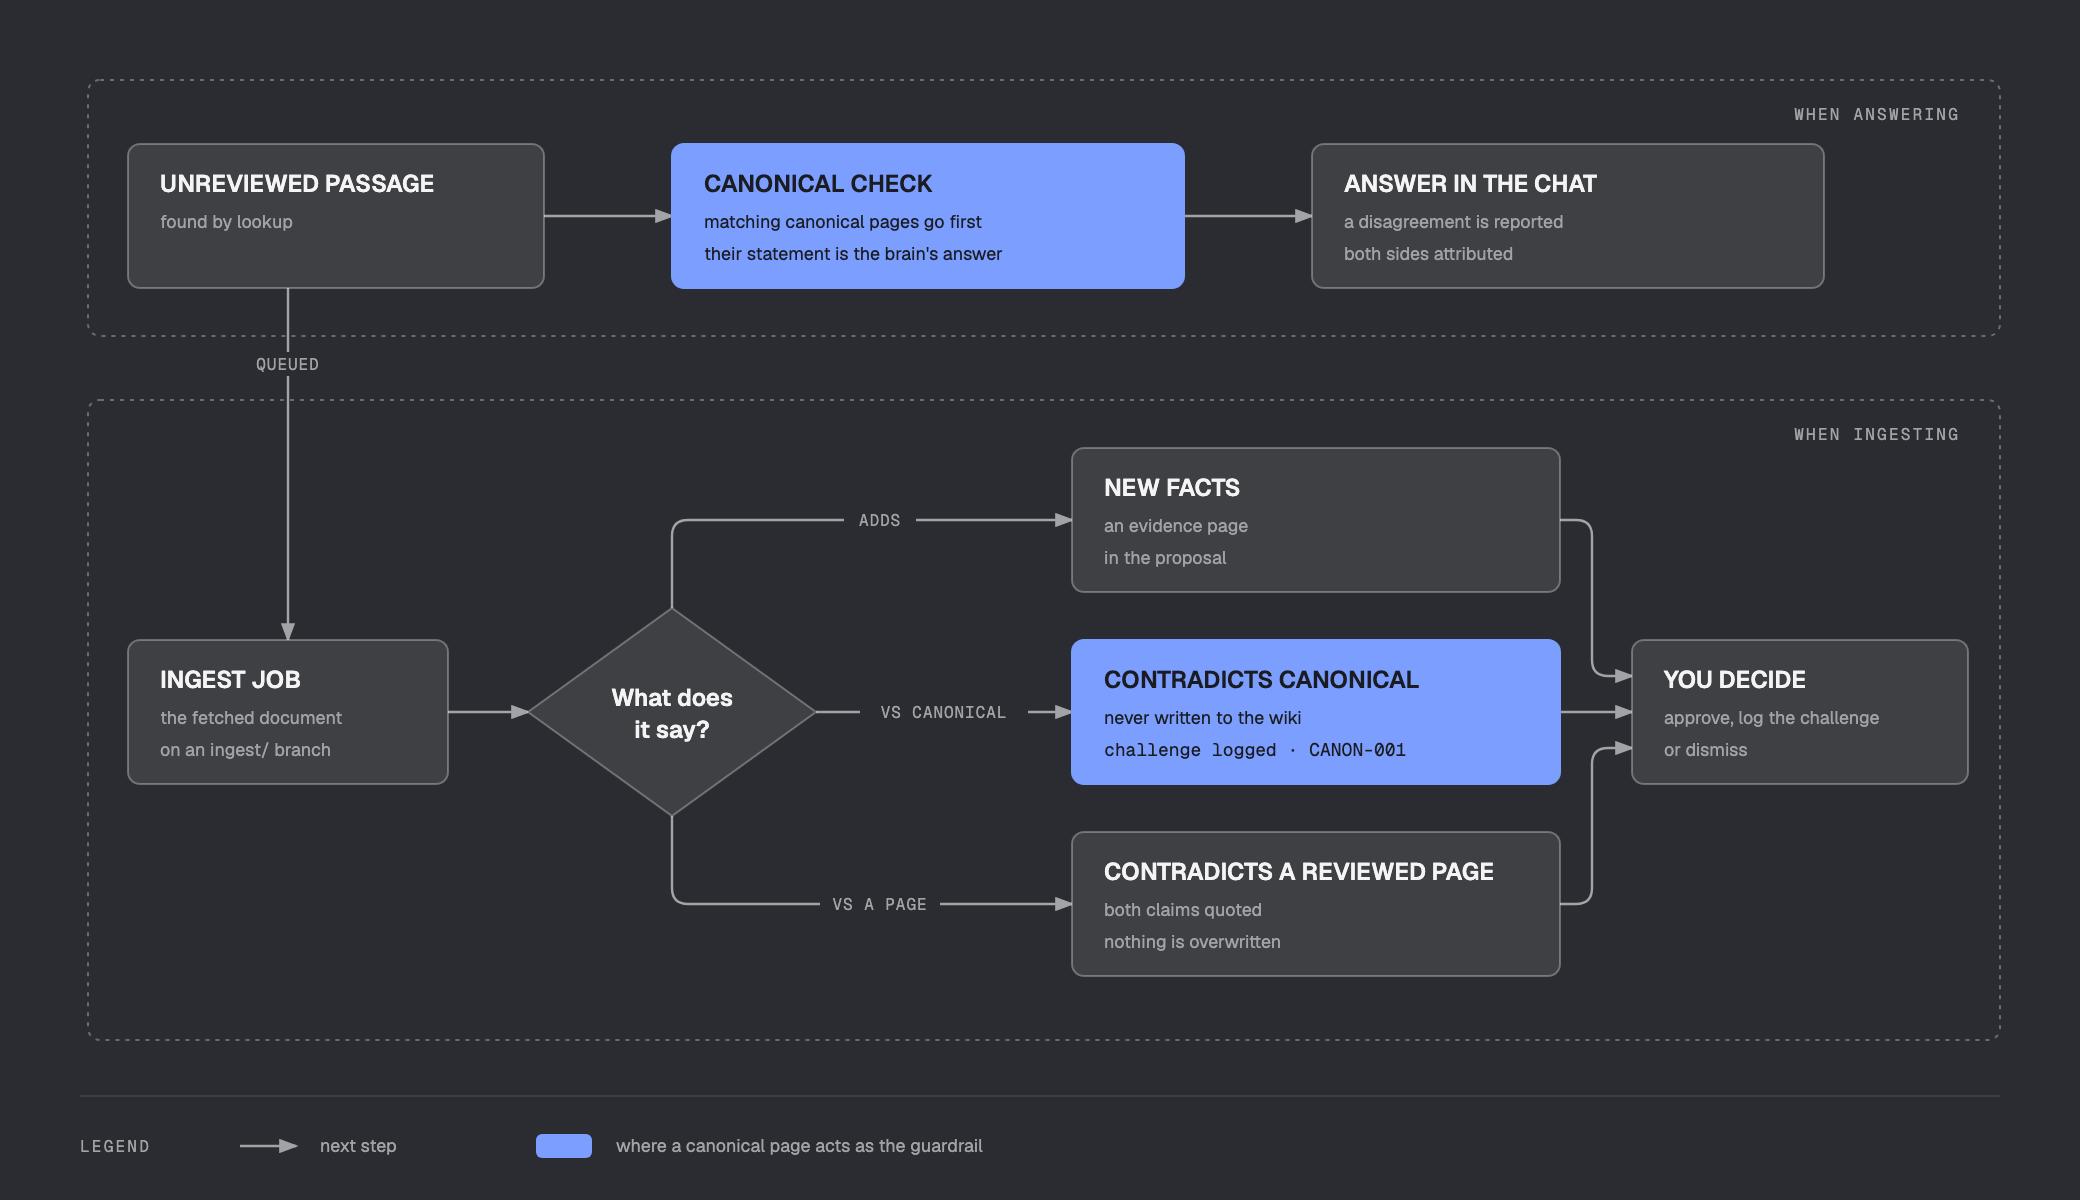 WHEN ANSWERING
UNREVIEWED PASSAGE
found by lookup
CANONICAL CHECK
matching canonical pages go first
their statement is the brain's answer
ANSWER IN THE CHAT
a disagreement is reported
both sides attributed
QUEUED
WHEN INGESTING
INGEST JOB
the fetched document
on an ingest/ branch
What does
it say?
ADDS
NEW FACTS
an evidence page
in the proposal
VS CANONICAL
CONTRADICTS CANONICAL
never written to the wiki
challenge logged · CANON-001
VS A PAGE
CONTRADICTS A REVIEWED PAGE
both claims quoted
nothing is overwritten
YOU DECIDE
approve, log the challenge
or dismiss
LEGEND
next step
where a canonical page acts as the guardrail